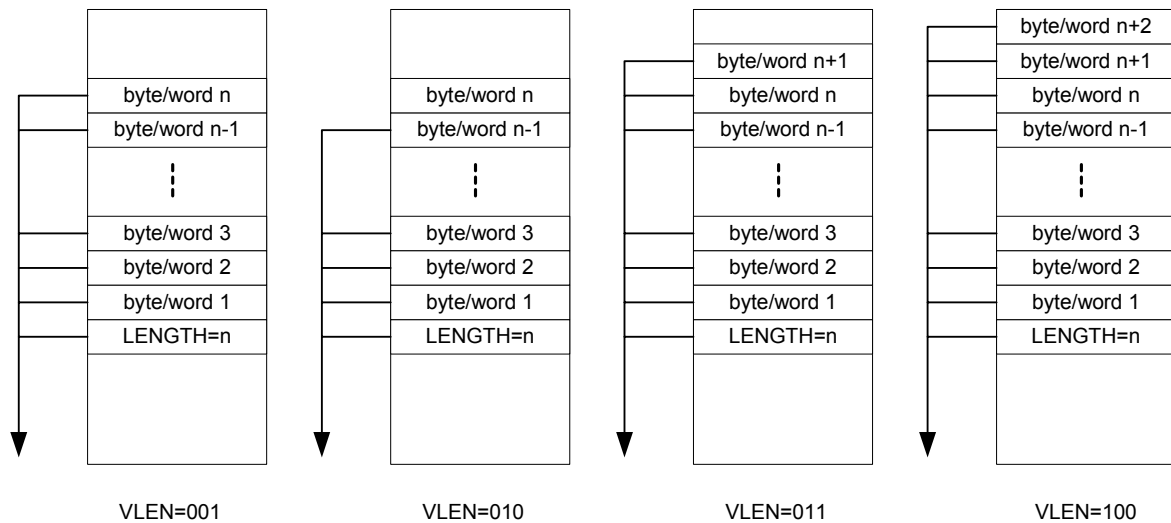 byte/word n
byte/word n-1
byte/word 3
byte/word 2
byte/word 1
LENGTH=n
VLEN=001
byte/word n
byte/word n-1
byte/word 3
byte/word 2
byte/word 1
LENGTH=n
VLEN=010
byte/word n+1
byte/word n
byte/word n-1
byte/word 3
byte/word 2
byte/word 1
LENGTH=n
VLEN=011
byte/word n+2
byte/word n+1
byte/word n
byte/word n-1
byte/word 3
byte/word 2
byte/word 1
LENGTH=n
VLEN=100